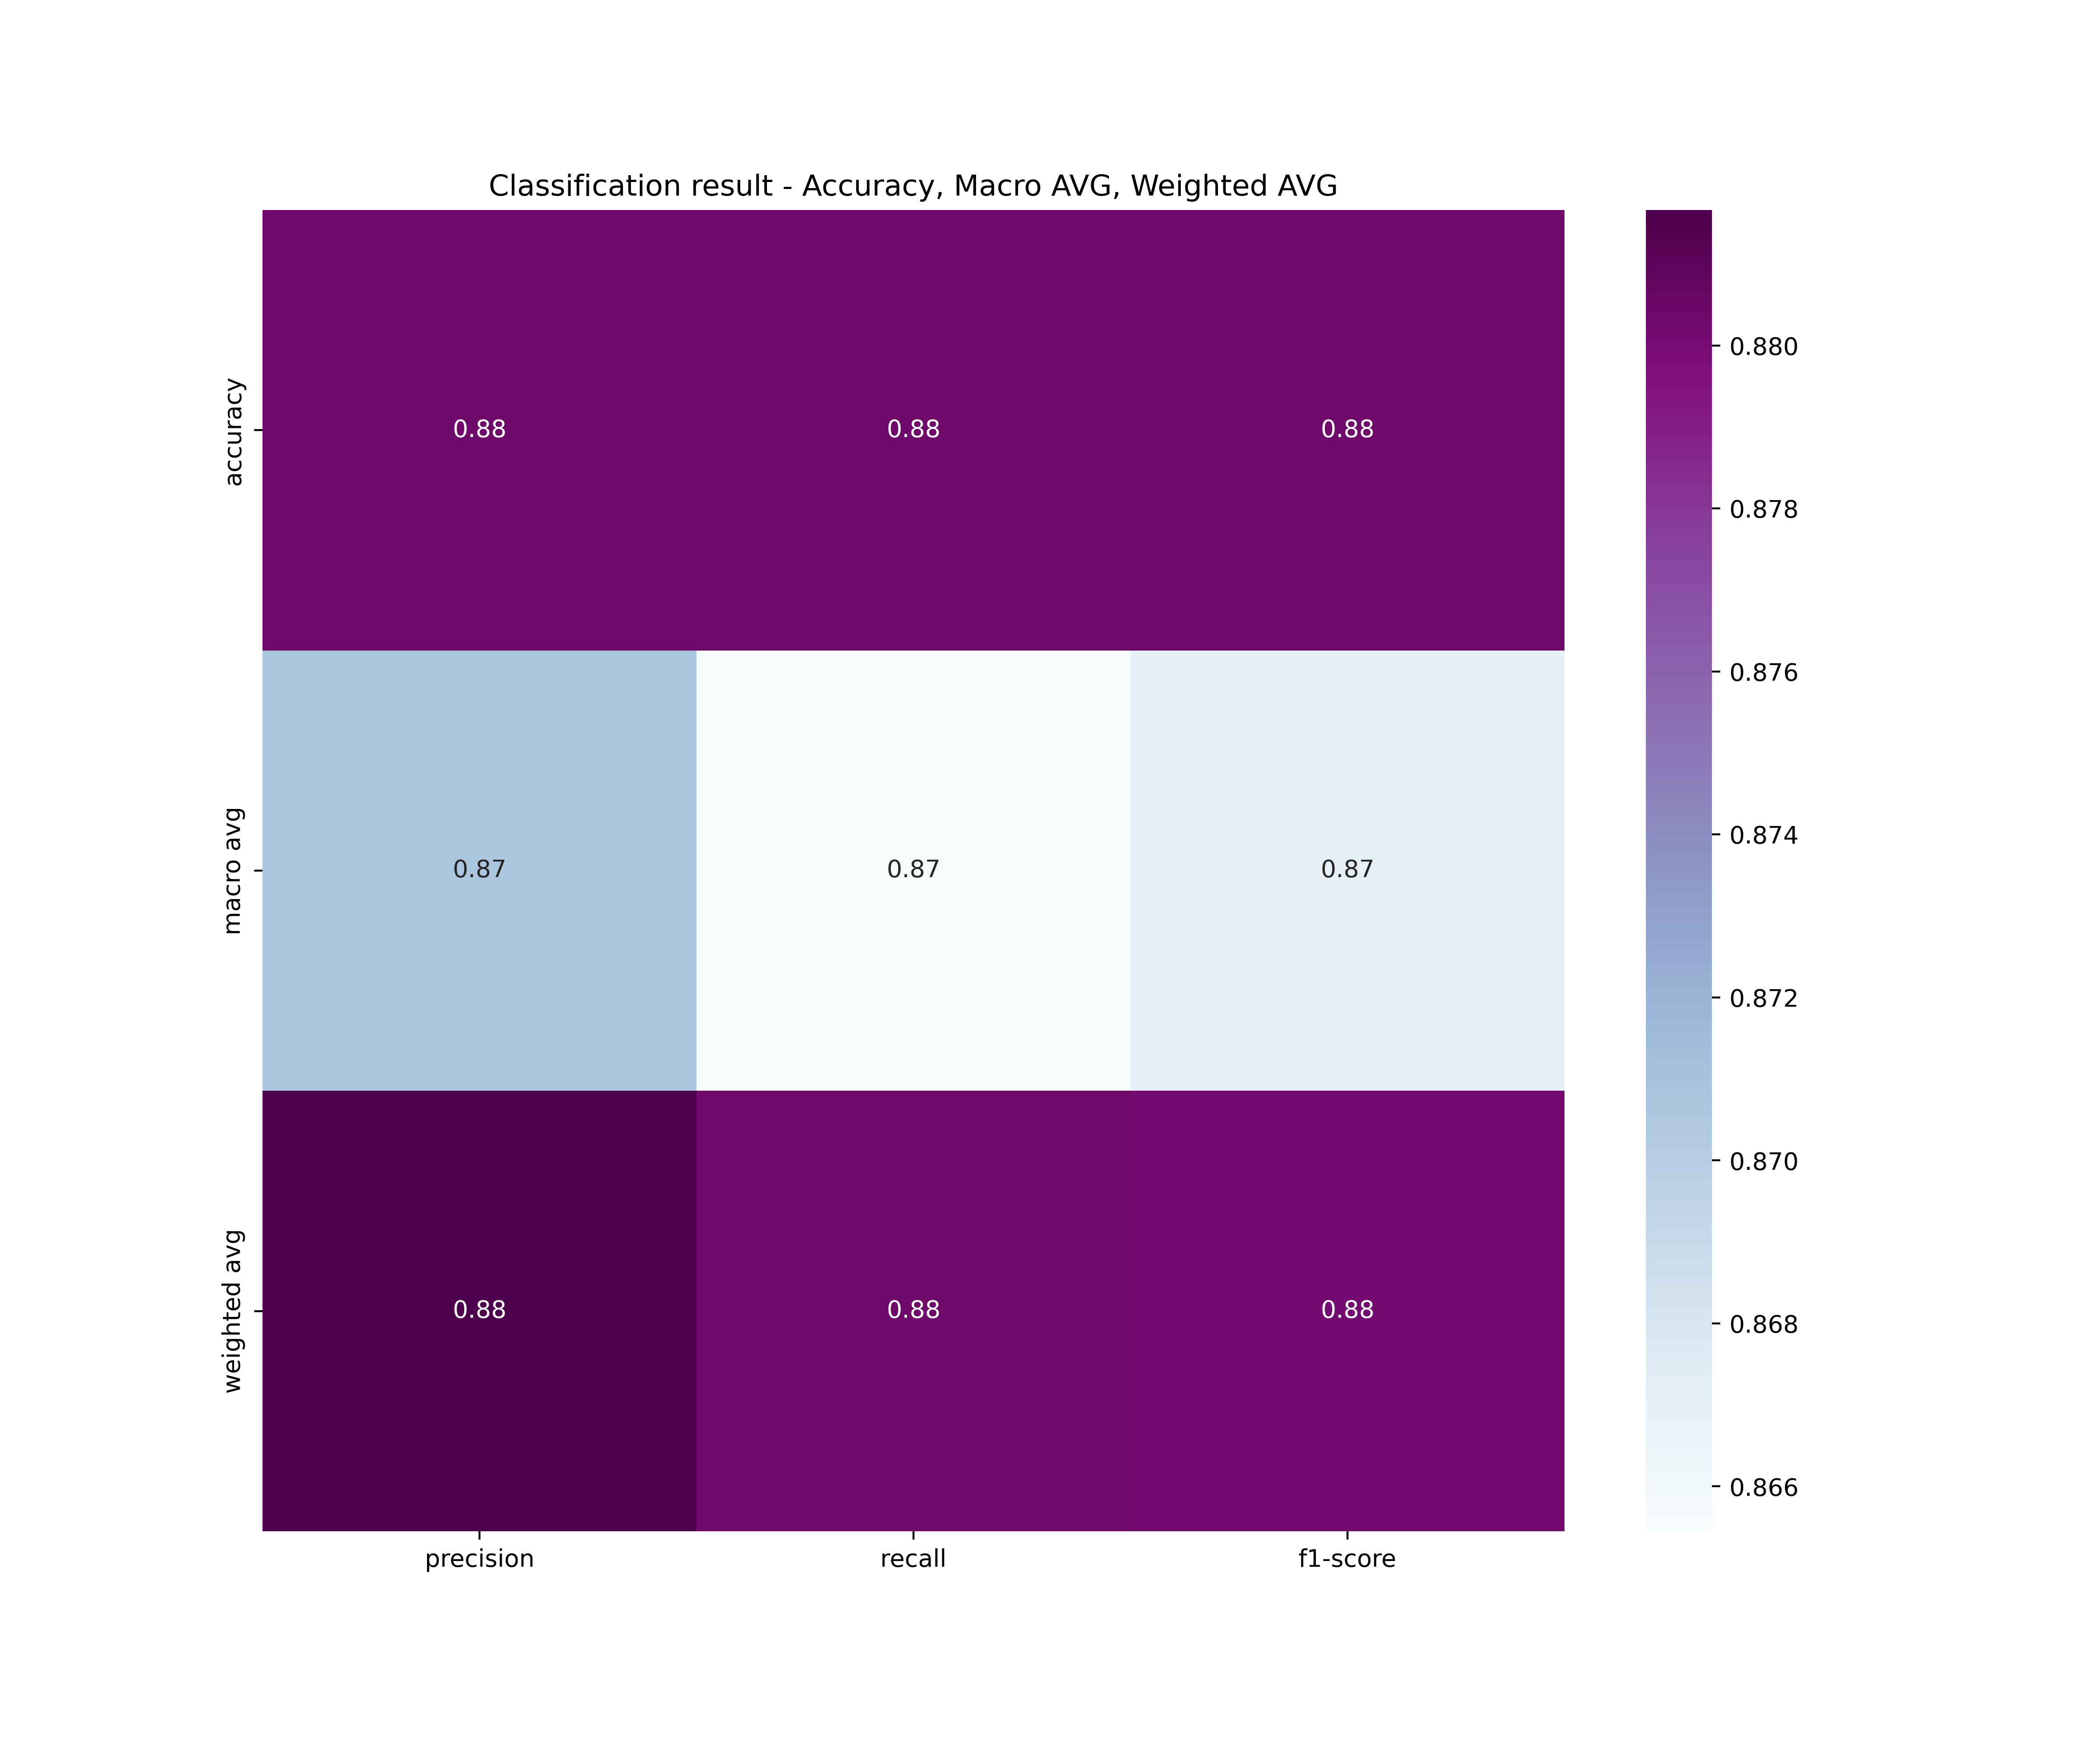 Classification result - Accuracy, Macro AVG, Weighted AVG
accuracy
0.88 0.88 0.88
macro avg
0.87 0.87 0.87
weighted avg
0.88 0.88 0.88
precision recall f1-score
0.880
0.878
0.876
0.874
0.872
0.870
0.868
0.866